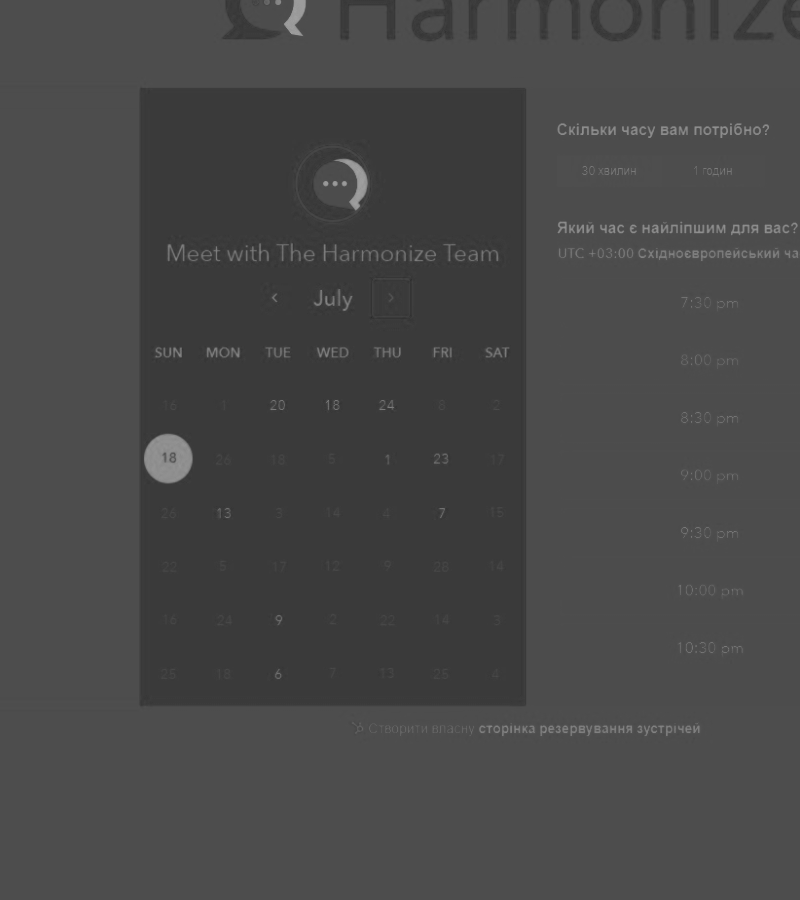 Harmonize
Meet with The Harmonize Team
July
SUN MON TUE WED THU FRI SAT
16 1 20 18 24 8 2
18 26 18 5 1 23 17
26 13 3 14 4 7 15
22 5 17 12 9 28 14
16 24 9 2 22 14 3
25 18 6 7 13 25 4
Скільки часу вам потрібно?
30 хвилин 1 годин
Який час є найліпшим для вас?
UTC +03:00 Східноєвропейський
7:30 pm
8:00 pm
8:30 pm
9:00 pm
9:30 pm
10:00 pm
10:30 pm
Створити власну сторінка резервування зустрічей